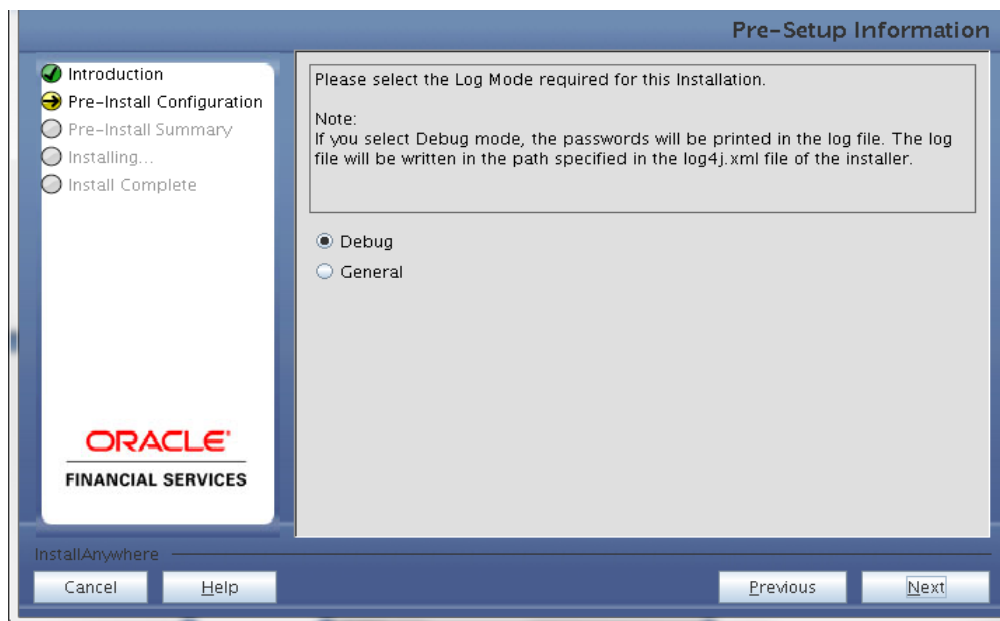 Pre-Setup Information
Introduction
Pre-Install Configuration
Pre-Install Summary
Installing...
Install Complete
Please select the Log Mode required for this Installation.
Note:
If you select Debug mode, the passwords will be printed in the log file. The log
file will be written in the path specified in the log4j.xml file of the installer.
Debug
General
ORACLE
FINANCIAL SERVICES
InstallAnywhere
Cancel
Help
Previous
Next